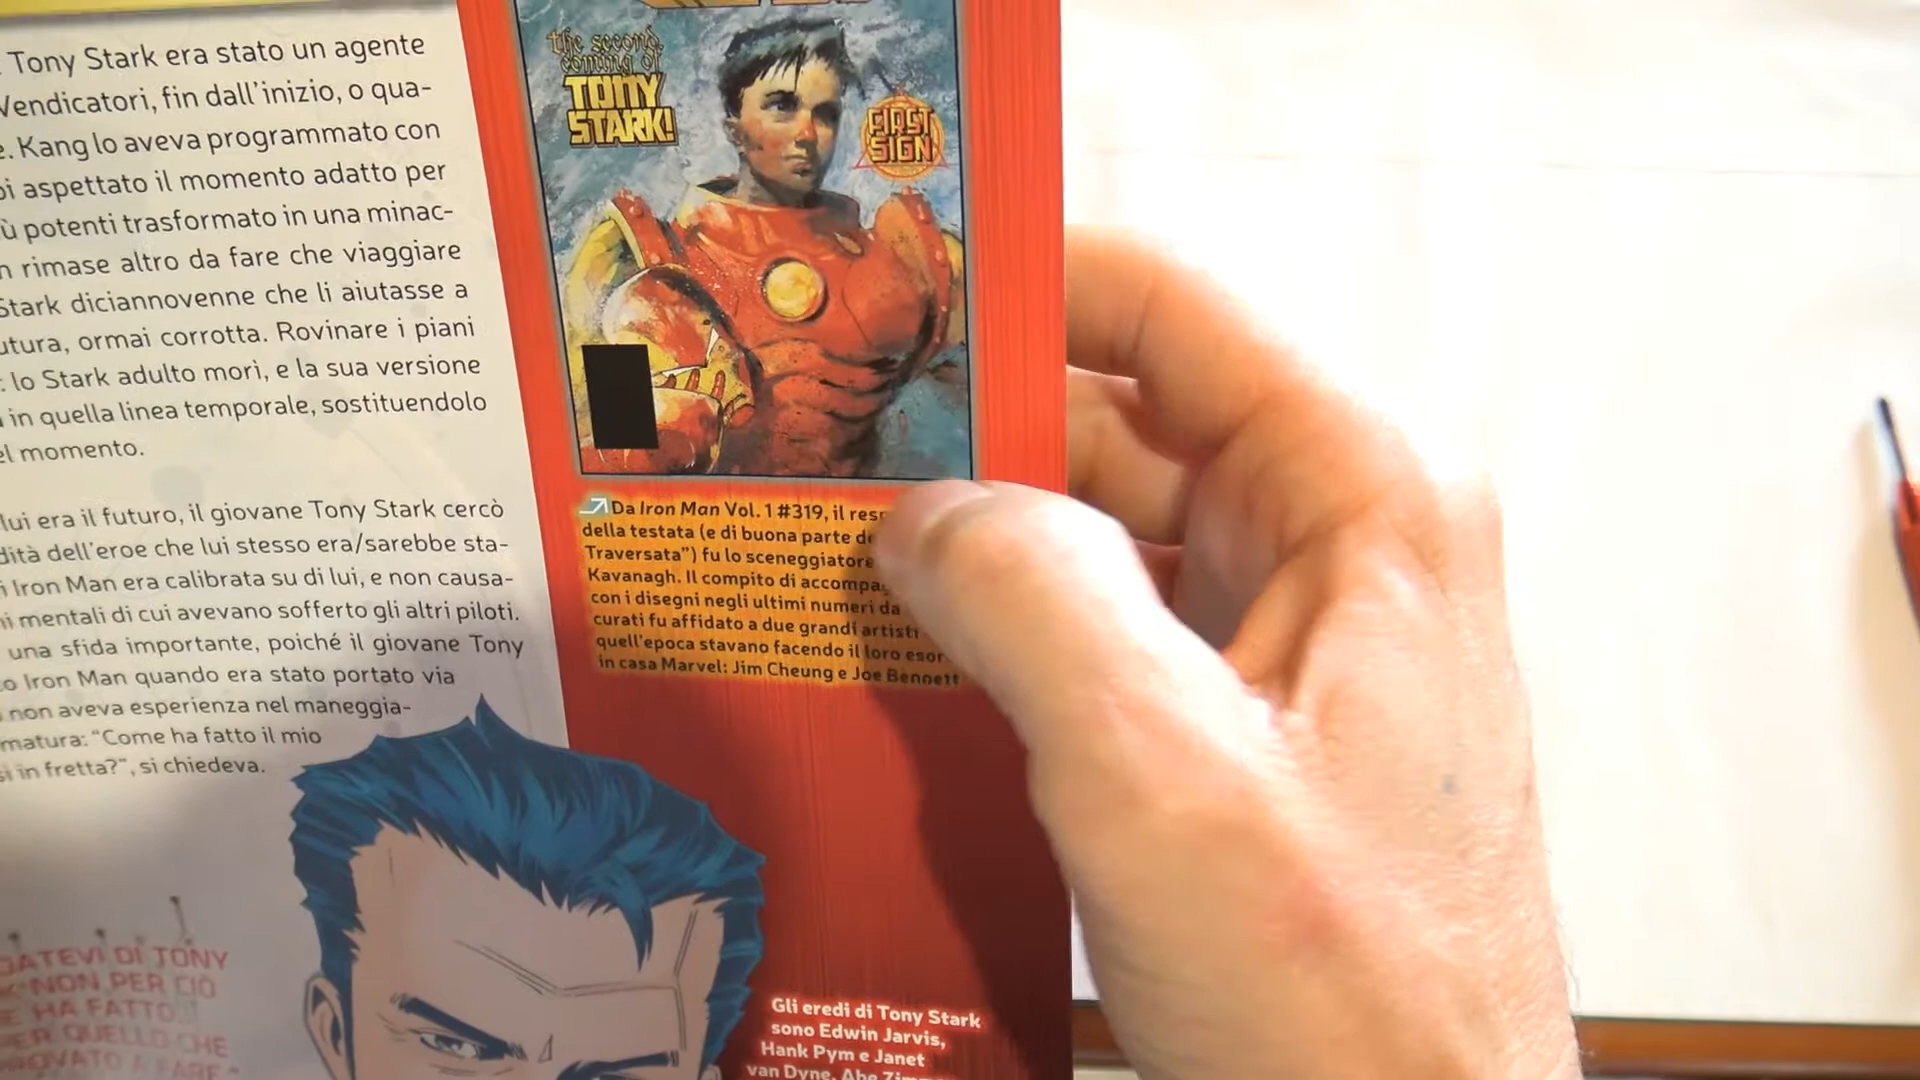 Tony Stark era stato un agente
Vendicatori, fin dall'inizio, o qua-
e. Kang lo aveva programmato con
oi aspettato il momento adatto per
ù potenti trasformato in una minac-
n rimase altro da fare che viaggiare
Stark diciannovenne che li aiutasse a
utura, ormai corrotta. Rovinare i piani
: lo Stark adulto morì, e la sua versione
in quella linea temporale, sostituendolo
el momento.
lui era il futuro, il giovane Tony Stark cercò
dità dell'eroe che lui stesso era/sarebbe sta-
i Iron Man era calibrata su di lui, e non causa-
ni mentali di cui avevano sofferto gli altri piloti.
una sfida importante, poiché il giovane Tony
o Iron Man quando era stato portato via
non aveva esperienza nel maneggia-
matura: "Come ha fatto il mio
sì in fretta?", si chiedeva.
DATEVI DI TONY
NON PER CIÒ
E HA FATTO
PER QUELLO CHE
ROVATO A FARE"
the second
coming of
TONY
STARK!
FIRST
SIGN
Da Iron Man Vol. 1 #319, il resp
della testata (e di buona parte de
Traversata") fu lo sceneggiatore
Kavanagh. Il compito di accompa
con i disegni negli ultimi numeri da
curati fu affidato a due grandi artisti
quell'epoca stavano facendo il loro esor
in casa Marvel: Jim Cheung e Joe Bennett
Gli eredi di Tony Stark
sono Edwin Jarvis,
Hank Pym e Janet
van Dyne, Abe